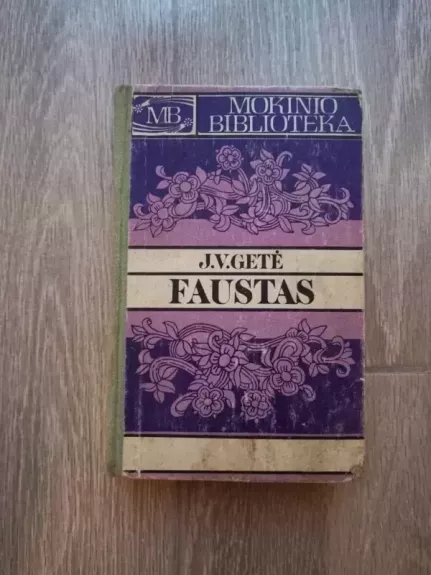 MB
MOKINIO
BIBLIOTEKA
J.V.GETĖ
FAUSTAS